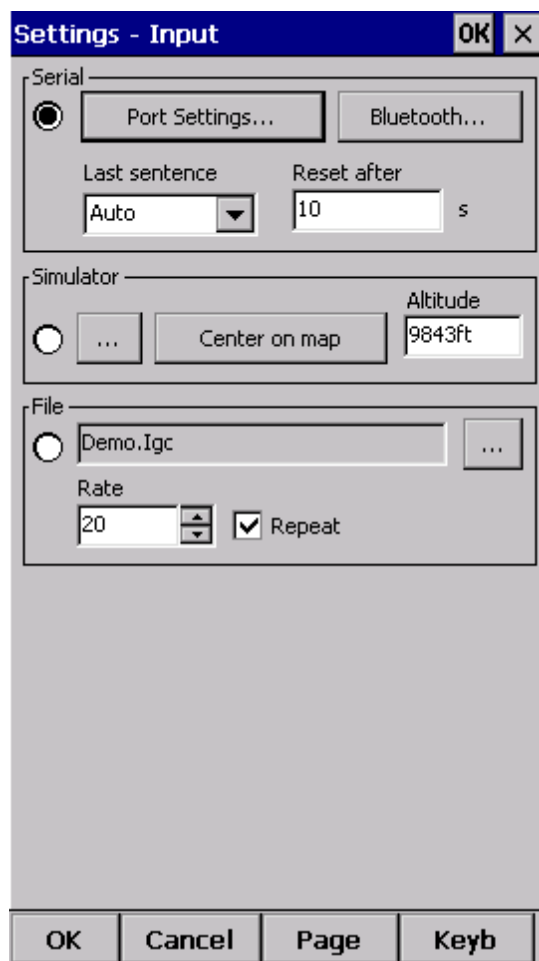 Settings - Input OK
Serial
Port Settings... Bluetooth...
Last sentence Reset after
Auto 10 s
Simulator
Altitude
... Center on map 9843ft
File
Demo.Igc ...
Rate
20 Repeat
OK Cancel Page Keyb